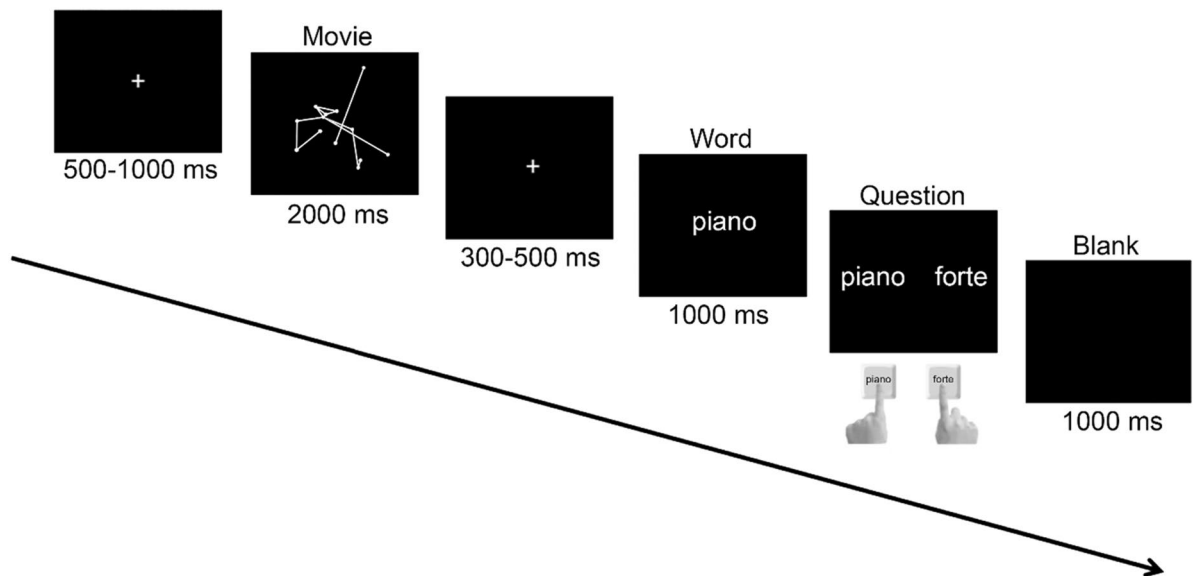 +
500-1000 ms
Movie
2000 ms
+
300-500 ms
Word
piano
1000 ms
Question
piano forte
piano forte
Blank
1000 ms